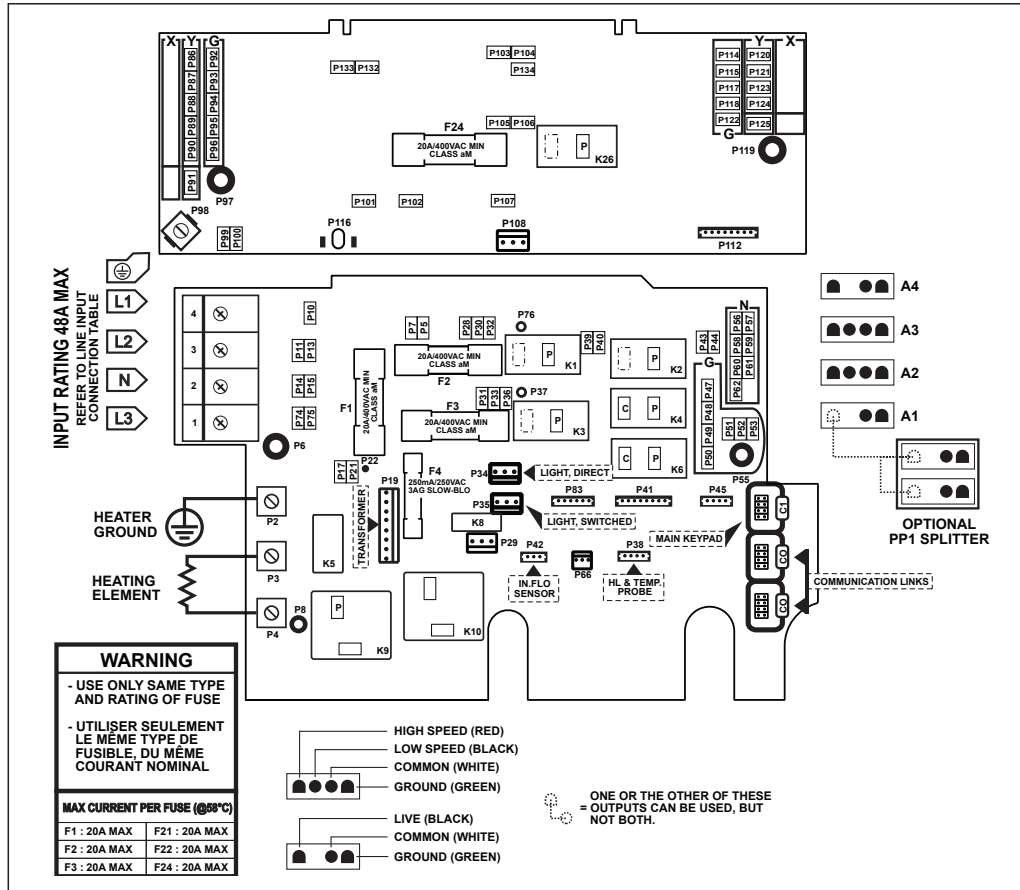 X
Y
G
P86
P87
P88
P89
P90
P91
P92
P93
P94
P95
P96
P97
P98
P99
P100
P133 P132
P103 P104
P134
F24
20A/400VAC MIN
CLASS aM
P105 P106
P
K26
P101
P102
P107
P116
P108
P112
Y
X
P114
P120
P115
P121
P117
P123
P118
P124
P122
P125
G
P119
INPUT RATING 48A MAX
REFER TO LINE INPUT
CONNECTION TABLE
L1
L2
N
L3
4
3
2
1
P10
P11
P13
P14
P15
P74
P75
P6
P17
P21
P22
F1
20A/400VAC MIN
CLASS aM
P7
P5
P28
P30
P32
20A/400VAC MIN
CLASS aM
F2
P76
P
K1
P39
P40
P31
P33
P36
F3
20A/400VAC MIN
CLASS aM
P37
P
K3
P
K2
C
P
K4
C
P
K6
P43
P44
G
N
P56
P57
P58
P59
P60
P61
P62
P47
P48
P49
P50
P51
P52
P53
P55
F4
250mA/250VAC
3AG SLOW-BLO
P19
TRANSFORMER
P34
LIGHT, DIRECT
P35
LIGHT, SWITCHED
K8
P29
P83
P41
P45
P42
IN.FLO
SENSOR
P66
P38
HL & TEMP.
PROBE
MAIN KEYPAD
C1
CO
CO
COMMUNICATION LINKS
K5
P8
P
K9
K10
HEATER
GROUND
P2
HEATING
ELEMENT
P3
P4
A4
A3
A2
A1
OPTIONAL
PP1 SPLITTER
WARNING
- USE ONLY SAME TYPE
AND RATING OF FUSE
- UTILISER SEULEMENT
LE MÊME TYPE DE
FUSIBLE, DU MÊME
COURANT NOMINAL
MAX CURRENT PER FUSE (@58°C)
F1 : 20A MAX F21 : 20A MAX
F2 : 20A MAX F22 : 20A MAX
F3 : 20A MAX F24 : 20A MAX
HIGH SPEED (RED)
LOW SPEED (BLACK)
COMMON (WHITE)
GROUND (GREEN)
LIVE (BLACK)
COMMON (WHITE)
GROUND (GREEN)
ONE OR THE OTHER OF THESE
= OUTPUTS CAN BE USED, BUT
NOT BOTH.